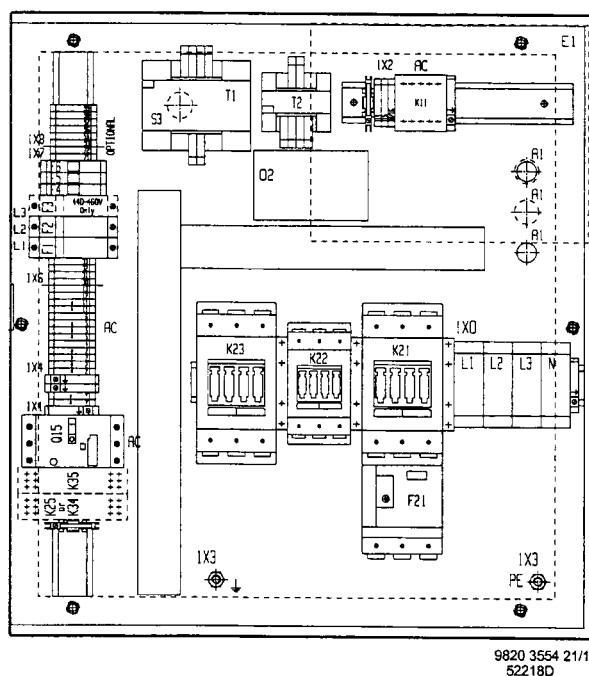 E1
1X2 AC
T1
T2
K11
S3
1X8
1X7
OPTIONAL
A1
O2
F3
440-460V
Only
L3
L2
F2
L1
F1
A1
A1
1X6
AC
1X0
K23
K22
K21
L1 L2 L3 N
1X4
1X1
Q15
AC
K35
K25
or
K34
F21
1X3
1X3
PE
9820 3554 21/1
52218D